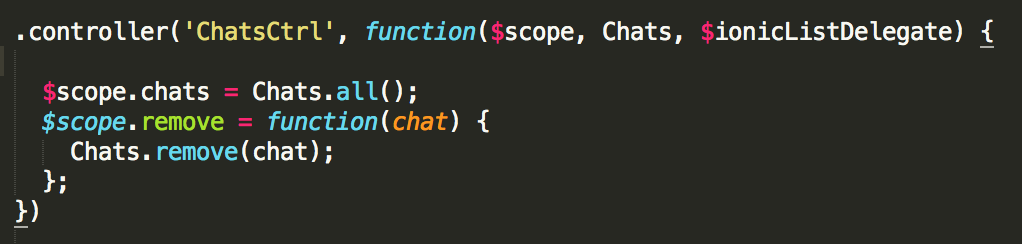 .controller('ChatsCtrl', function($scope, Chats, $ionicListDelegate) {
$scope.chats = Chats.all();
$scope.remove = function(chat) {
Chats.remove(chat);
};
})